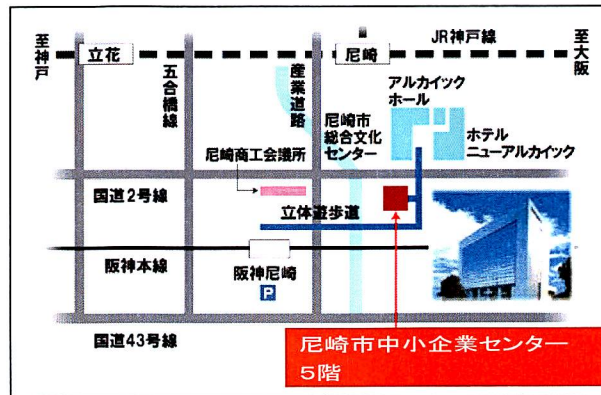 至神戸
立花
五合橋線
産業道路
尼崎
JR神戸線
至大阪
アルカイック
ホール
尼崎市
総合文化
センター
ホテル
ニューアルカイック
尼崎商工会議所
国道2号線
立体遊歩道
阪神本線
阪神尼崎
P
国道43号線
尼崎市中小企業センター
5階